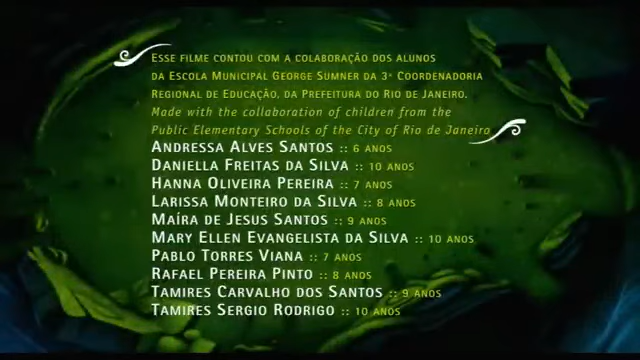 Esse filme contou com a colaboração dos alunos
da Escola Municipal George Sumner da 3ª Coordenadoria
Regional de Educação, da Prefeitura do Rio de Janeiro.
Made with the collaboration of children from the
Public Elementary Schools of the City of Rio de Janeiro
Andressa Alves Santos :: 6 anos
Daniella Freitas da Silva :: 10 anos
Hanna Oliveira Pereira :: 7 anos
Larissa Monteiro da Silva :: 8 anos
Maíra de Jesus Santos :: 9 anos
Mary Ellen Evangelista da Silva :: 10 anos
Pablo Torres Viana :: 7 anos
Rafael Pereira Pinto :: 8 anos
Tamires Carvalho dos Santos :: 9 anos
Tamires Sergio Rodrigo :: 10 anos